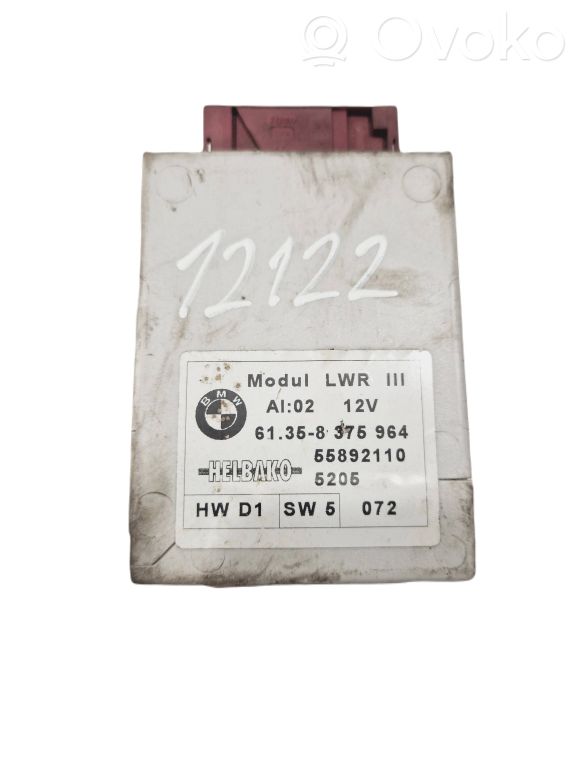 Ovoko
12122
BMW
Modul LWR III
AI:02 12V
61.35-8 375 964
55892110
HELBAKO 5205
HW D1 SW 5 072